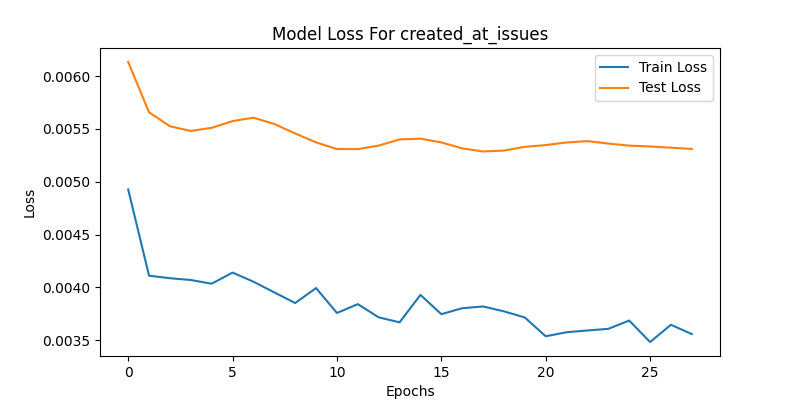 Model Loss For created_at_issues
Train Loss
Test Loss
0.0060
0.0055
0.0050
0.0045
0.0040
0.0035
Loss
0 5 10 15 20 25
Epochs